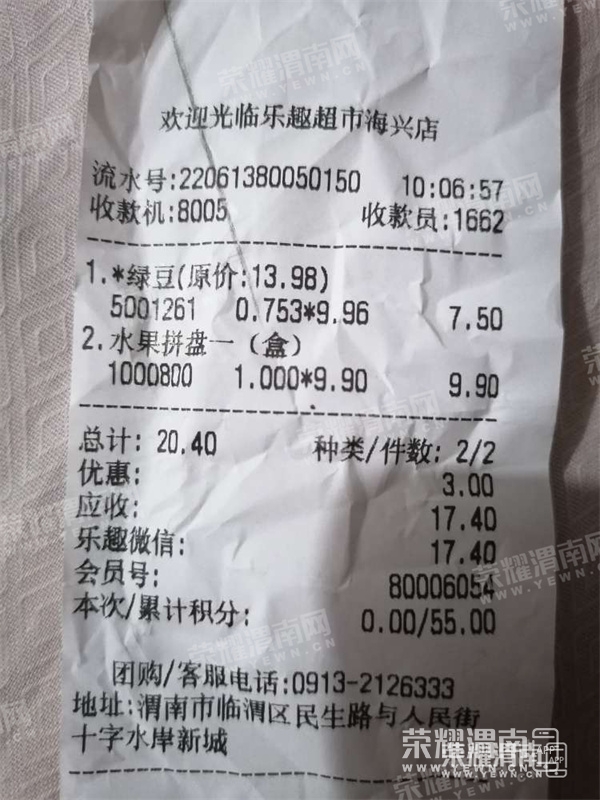 欢迎光临乐趣超市海兴店
流水号:22061380050150 10:06:57
收款机:8005 收款员:1662
1.*绿豆(原价:13.98)
5001261 0.753*9.96 7.50
2.水果拼盘一（盒）
1000800 1.000*9.90 9.90
总计: 20.40 种类/件数: 2/2
优惠: 3.00
应收: 17.40
乐趣微信: 17.40
会员号: 80006054
本次/累计积分: 0.00/55.00
团购/客服电话:0913-2126333
地址:渭南市临渭区民生路与人民街
十字水岸新城
荣耀渭南网
WWW.YEWN.CN